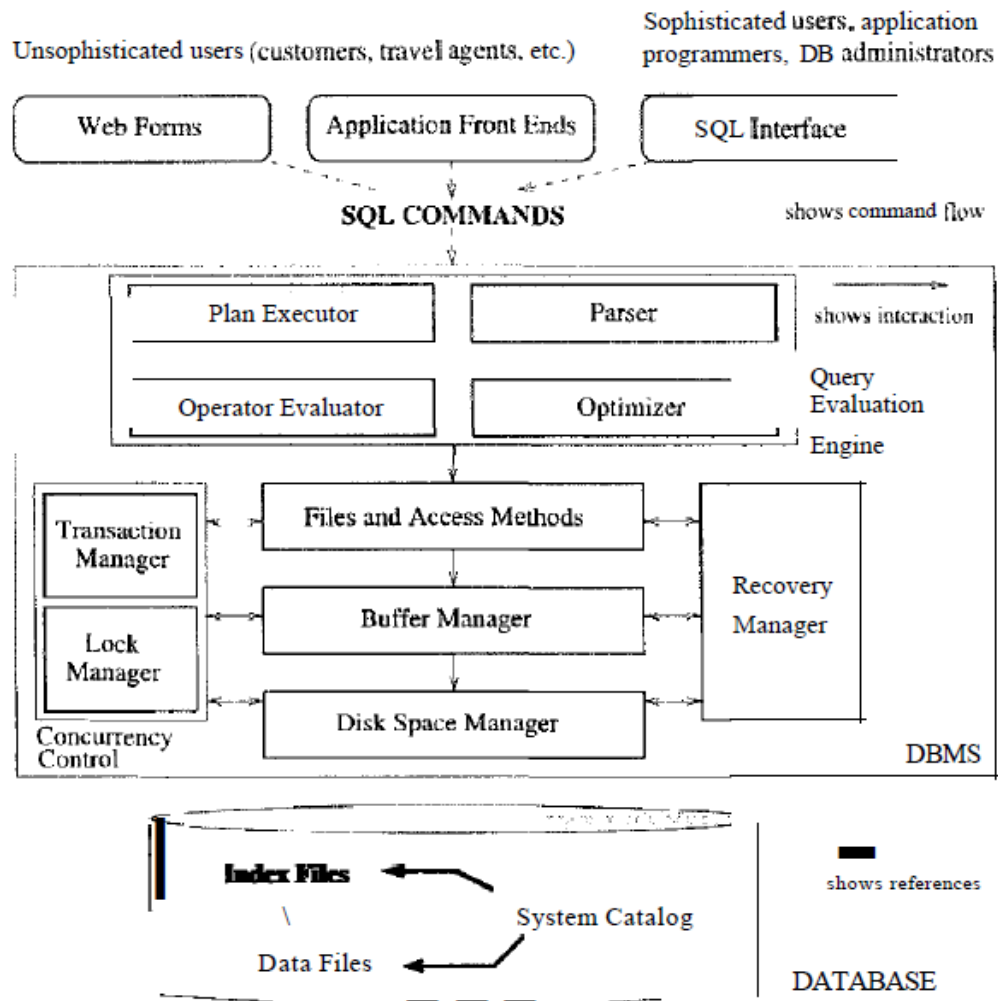 Sophisticated users, application
programmers, DB administrators
Unsophisticated users (customers, travel agents, etc.)
Web Forms
Application Front Ends
SQL Interface
SQL COMMANDS
shows command flow
Plan Executor
Parser
shows interaction
Operator Evaluator
Optimizer
Query
Evaluation
Engine
Transaction
Manager
Files and Access Methods
Recovery
Manager
Buffer Manager
Lock
Manager
Disk Space Manager
Concurrency
Control
DBMS
Index Files
shows references
\
System Catalog
Data Files
DATABASE